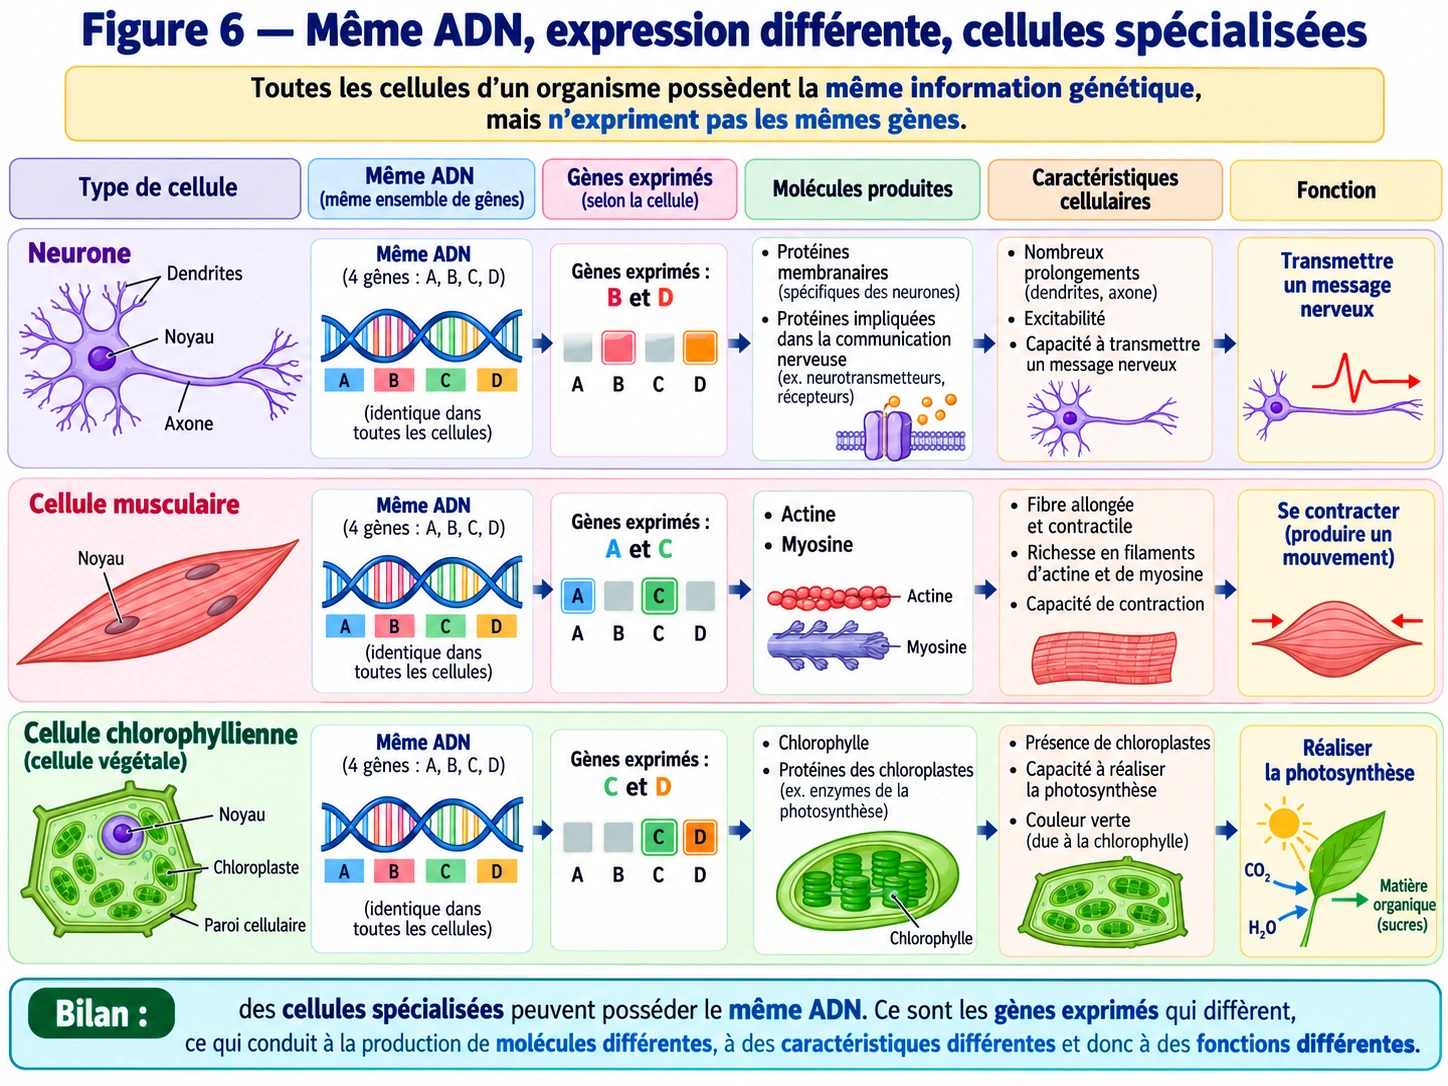 Figure 6 — Même ADN, expression différente, cellules spécialisées
Toutes les cellules d'un organisme possèdent la même information génétique,
mais n'expriment pas les mêmes gènes.
Type de cellule
Même ADN
(même ensemble de gênes)
Gènes exprimés
(selon la cellule)
Molécules produites
Caractéristiques
cellulaires
Fonction
Neurone
Dendrites
Noyau
Axone
Même ADN
(4 gênes : A, B, C, D)
A B C D
(identique dans
toutes les cellules)
Gènes exprimés :
B et D
A B C D
• Protéines
membranaires
(spécifiques des neurones)
• Protéines impliquées
dans la communication
nerveuse
(ex. neurotransmetteurs,
récepteurs)
• Nombreux
prolongements
(dendrites, axone)
• Excitabilité
• Capacité à transmettre
un message nerveux
Transmettre
un message
nerveux
Cellule musculaire
Noyau
Même ADN
(4 gênes : A, B, C, D)
A B C D
(identique dans
toutes les cellules)
Gènes exprimés :
A et C
A C
A B C D
• Actine
• Myosine
Actine
Myosine
• Fibre allongée
et contractile
• Richesse en filaments
d'actine et de myosine
• Capacité de contraction
Se contracter
(produire un
mouvement)
Cellule chlorophyllienne
(cellule végétale)
Noyau
Chloroplaste
Paroi cellulaire
Même ADN
(4 gênes : A, B, C, D)
A B C D
(identique dans
toutes les cellules)
Gènes exprimés :
C et D
C D
A B C D
• Chlorophylle
• Protéines des chloroplastes
(ex. enzymes de la
photosynthèse)
Chlorophylle
• Présence de chloroplastes
• Capacité à réaliser
la photosynthèse
• Couleur verte
(due à la chlorophylle)
Réaliser
la photosynthèse
CO₂
H₂O
Matière
organique
(sucres)
Bilan :
des cellules spécialisées peuvent posséder le même ADN. Ce sont les gènes exprimés qui diffèrent,
ce qui conduit à la production de molécules différentes, à des caractéristiques différentes et donc à des fonctions différentes.